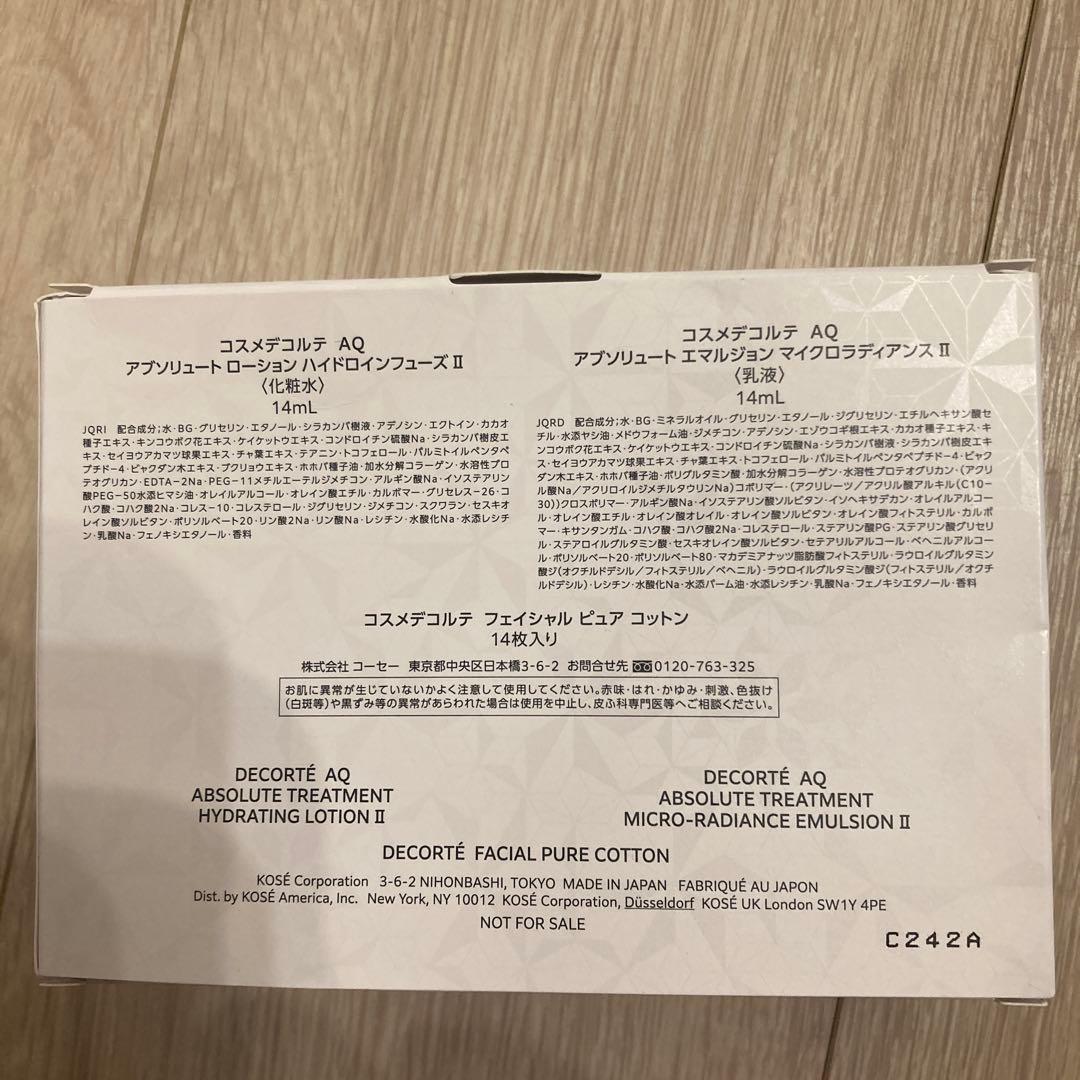 コスメデコルテ AQ
アブソリュート ローション ハイドロインフューズ II
〈化粧水〉
14mL
JQRI 配合成分;水・BG・グリセリン・エタノール・シラカンバ樹液・アデノシン・エクトイン・カカオ
種子エキス・キンコウボク花エキス・ケイケットウエキス・コンドロイチン硫酸Na・シラカンバ樹皮エ
キス・セイヨウアカマツ球果エキス・チャ葉エキス・テアニン・トコフェロール・パルミトイルペンタペ
プチド-4・ビャクダン木エキス・ブクリョウエキス・ホホバ種子油・加水分解コラーゲン・水溶性プロ
テオグリカン・EDTA-2Na・PEG-11メチルエーテルジメチコン・アルギン酸Na・イソステアリン
酸PEG-50水添ヒマシ油・オレイルアルコール・オレイン酸エチル・カルボマー・グリセレス-26・コ
ハク酸・コハク酸2Na・コレス-10・コレステロール・ジグリセリン・ジメチコン・スクワラン・セスキオ
レイン酸ソルビタン・ポリソルベート20・リン酸2Na・リン酸Na・レシチン・水酸化Na・水添レシチ
ン・乳酸Na・フェノキシエタノール・香料
コスメデコルテ AQ
アブソリュート エマルジョン マイクロラディアンス II
〈乳液〉
14mL
JQRD 配合成分;水・BG・ミネラルオイル・グリセリン・エタノール・ジグリセリン・エチルヘキサン酸セ
チル・水添ヤシ油・メドウフォーム油・ジメチコン・アデノシン・エゾウコギ根エキス・カカオ種子エキス・キ
ンコウボク花エキス・ケイケットウエキス・コンドロイチン硫酸Na・シラカンバ樹液・シラカンバ樹皮エキ
ス・セイヨウアカマツ球果エキス・チャ葉エキス・トコフェロール・パルミトイルペンタペプチド-4・ビャク
ダン木エキス・ホホバ種子油・ポリグルタミン酸・加水分解コラーゲン・水溶性プロテオグリカン・(アクリ
ル酸Na/アクリロイルジメチルタウリンNa)コポリマー・(アクリレーツ/アクリル酸アルキル(C10-
30))クロスポリマー・アルギン酸Na・イソステアリン酸ソルビタン・イソヘキサデカン・オレイルアルコー
ル・オレイン酸エチル・オレイン酸オレイル・オレイン酸ソルビタン・オレイン酸フィトステリル・カルボ
マー・キサンタンガム・コハク酸・コハク酸2Na・コレステロール・ステアリン酸PG・ステアリン酸グリセリ
ル・ステアロイルグルタミン酸・セスキオレイン酸ソルビタン・セテアリルアルコール・ベヘニルアルコー
ル・ポリソルベート20・ポリソルベート80・マカデミアナッツ脂肪酸フィトステリル・ラウロイルグルタミン
酸ジ(オクチルドデシル/フィトステリル/ベヘニル)・ラウロイルグルタミン酸ジ(フィトステリル/オクチ
ルドデシル)・レシチン・水酸化Na・水添パーム油・水添レシチン・乳酸Na・フェノキシエタノール・香料
コスメデコルテ フェイシャル ピュア コットン
14枚入り
株式会社 コーセー 東京都中央区日本橋3-6-2 お問合せ先 0120-763-325
お肌に異常が生じていないかよく注意して使用してください。赤味・はれ・かゆみ・刺激、色抜け
(白斑等)や黒ずみ等の異常があらわれた場合は使用を中止し、皮ふ科専門医等へご相談ください。
DECORTÉ AQ
ABSOLUTE TREATMENT
HYDRATING LOTION II
DECORTÉ AQ
ABSOLUTE TREATMENT
MICRO-RADIANCE EMULSION II
DECORTÉ FACIAL PURE COTTON
KOSÉ Corporation 3-6-2 NIHONBASHI, TOKYO MADE IN JAPAN FABRIQUÉ AU JAPON
Dist. by KOSÉ America, Inc. New York, NY 10012 KOSÉ Corporation, Düsseldorf KOSÉ UK London SW1Y 4PE
NOT FOR SALE
C242A